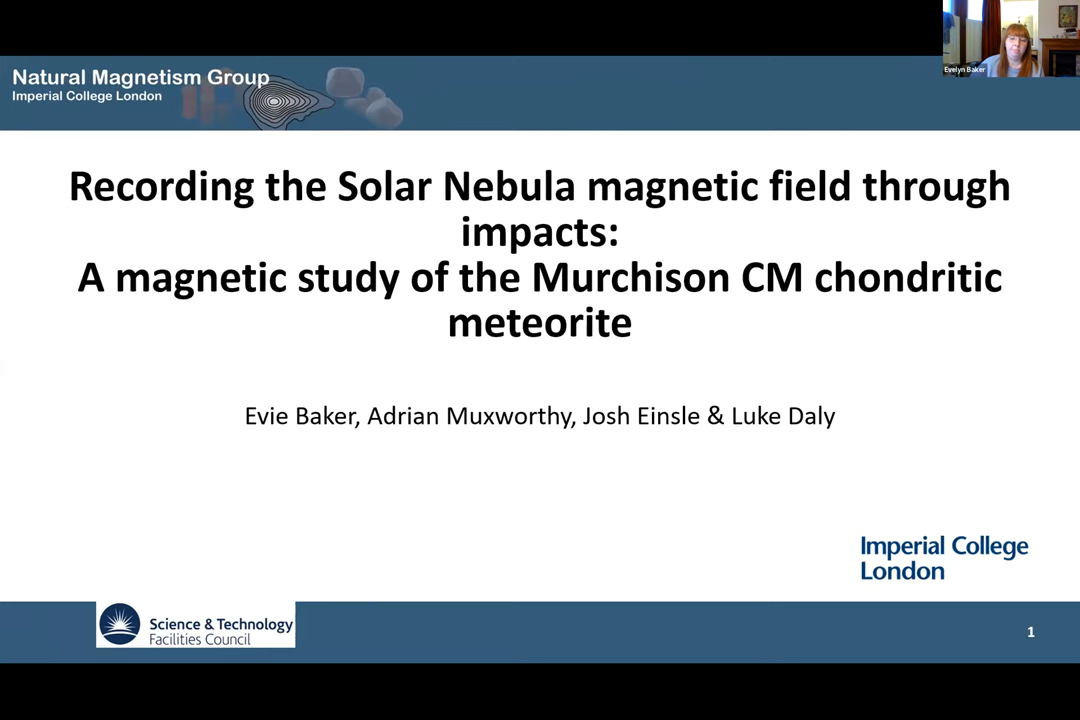 Evelyn Baker
Natural Magnetism Group
Imperial College London
Recording the Solar Nebula magnetic field through
impacts:
A magnetic study of the Murchison CM chondritic
meteorite
Evie Baker, Adrian Muxworthy, Josh Einsle & Luke Daly
Imperial College
London
Science & Technology
Facilities Council
1